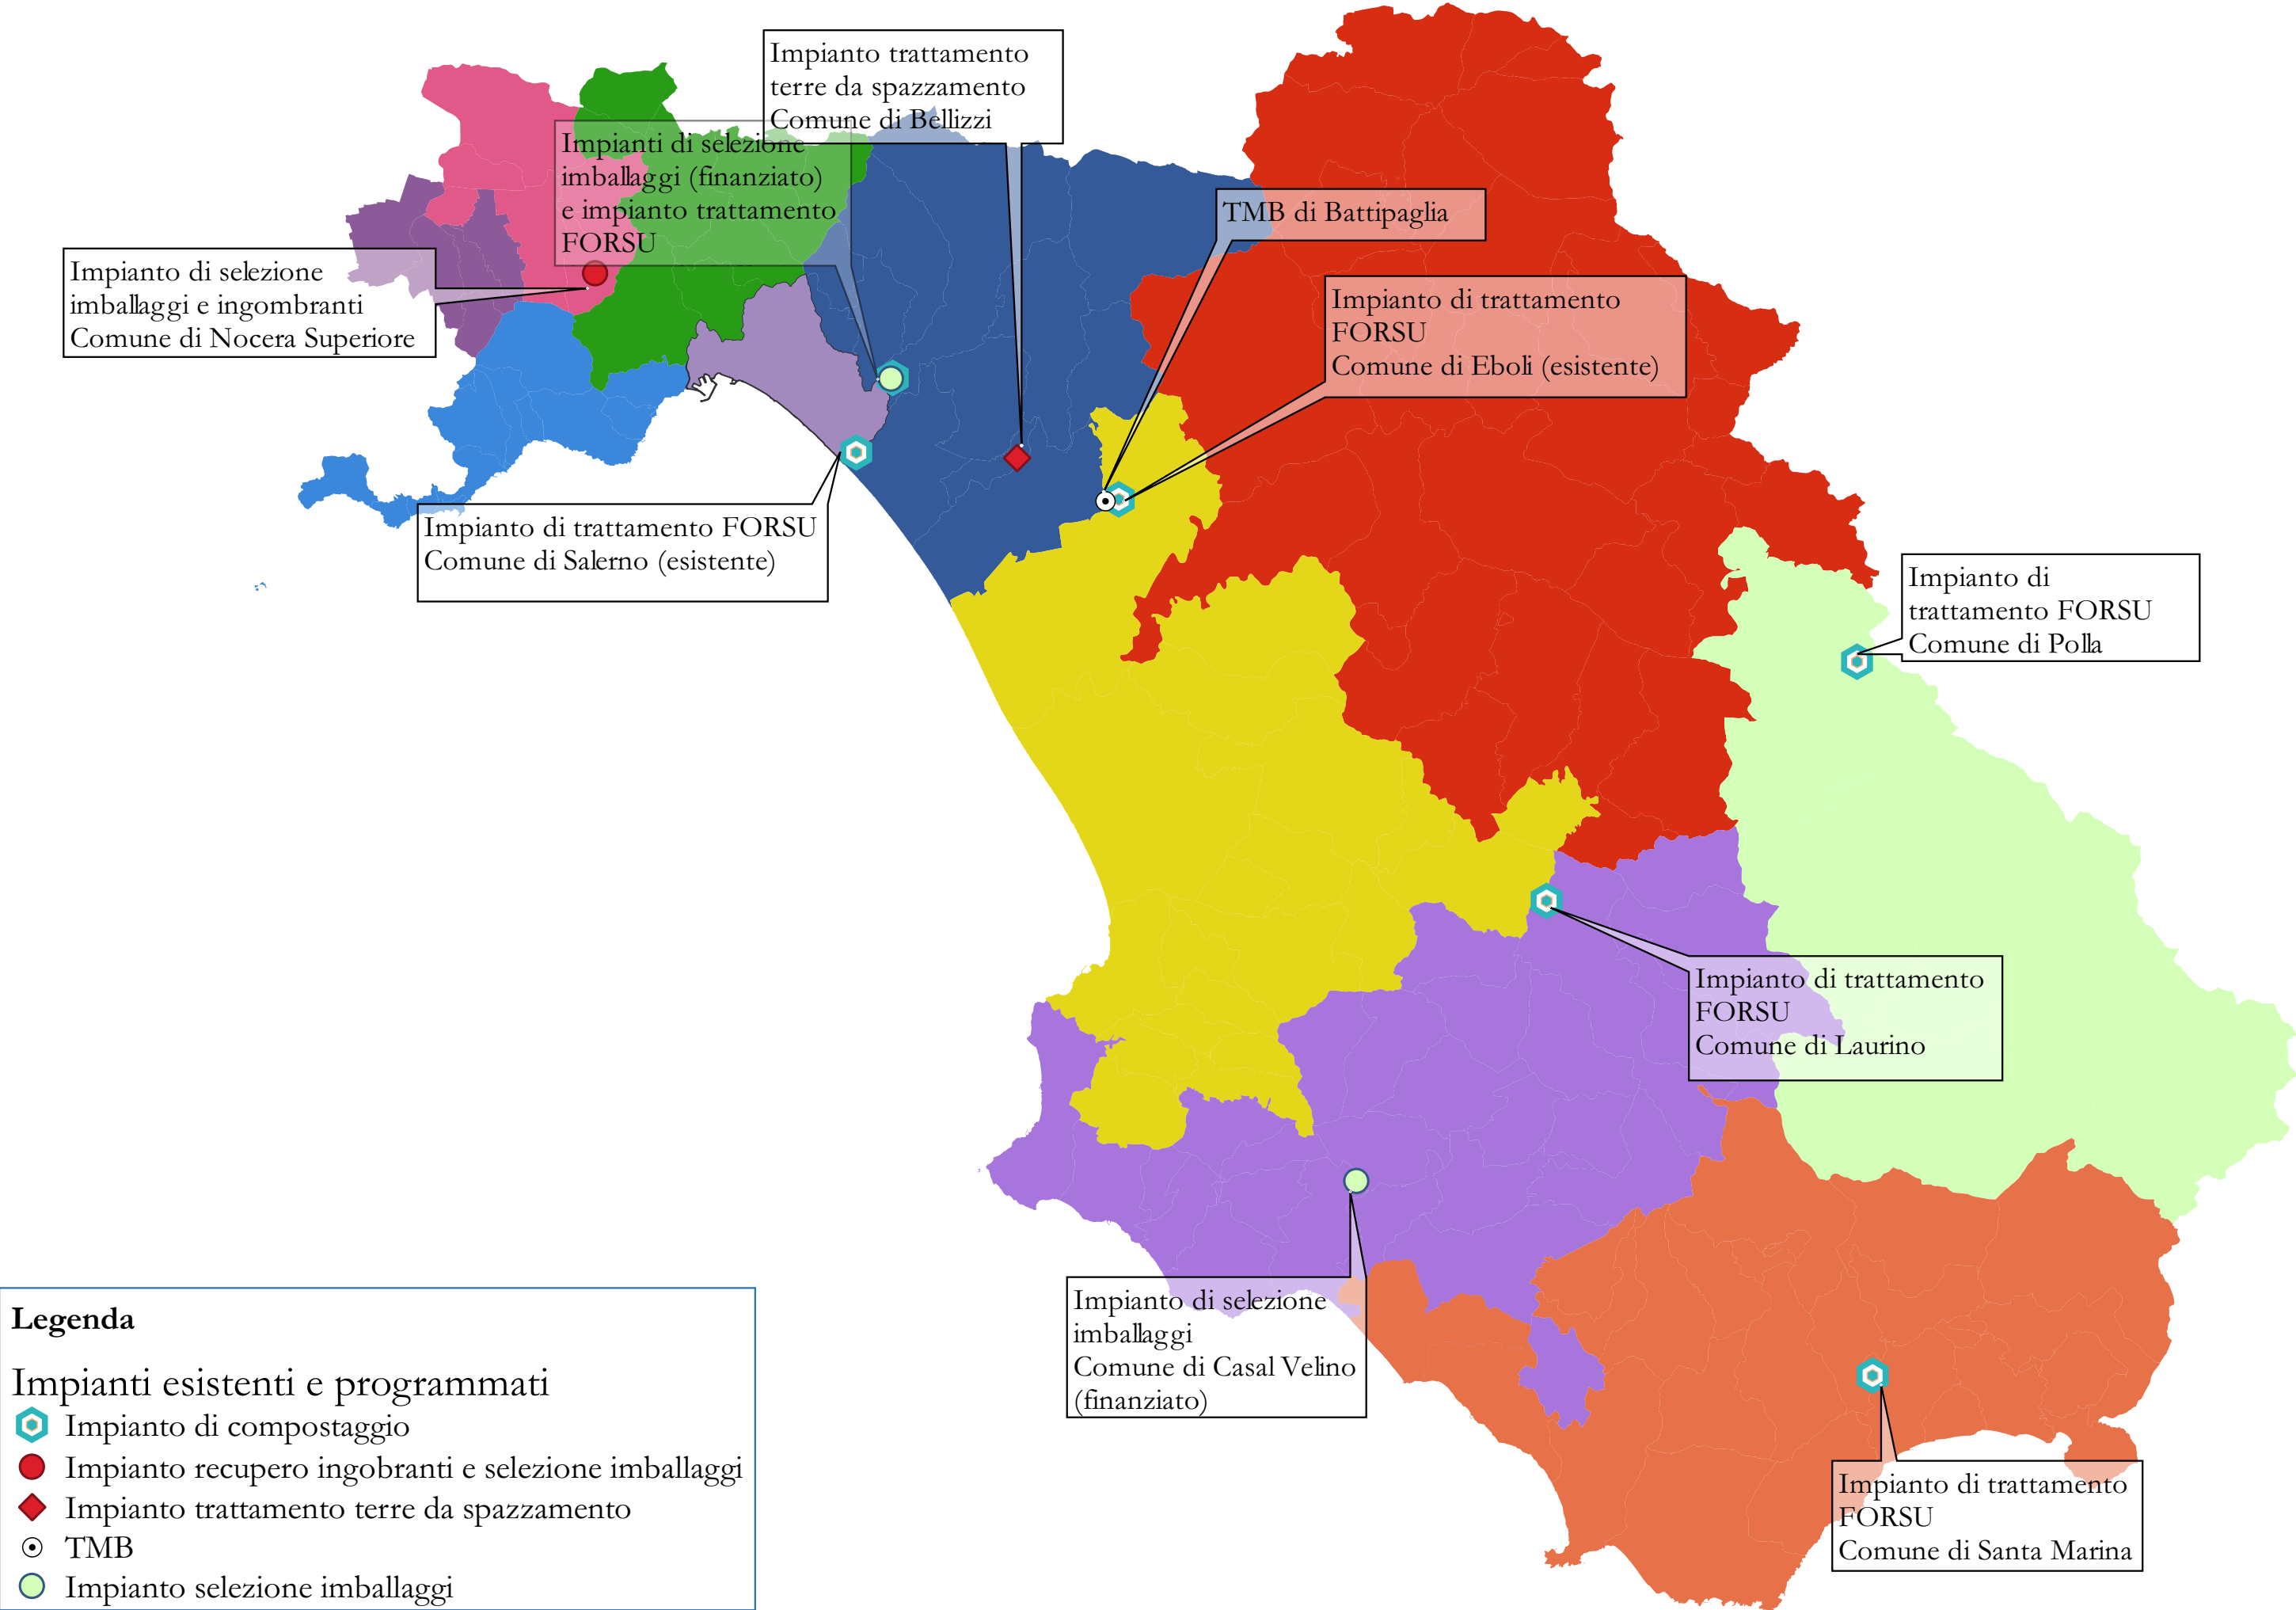 Impianto trattamento
terre da spazzamento
Comune di Bellizzi
Impianti di selezione
imballaggi (finanziato)
e impianto trattamento
FORSU
TMB di Battipaglia
Impianto di selezione
imballaggi e ingombranti
Comune di Nocera Superiore
Impianto di trattamento
FORSU
Comune di Eboli (esistente)
Impianto di trattamento FORSU
Comune di Salerno (esistente)
Impianto di
trattamento FORSU
Comune di Polla
Impianto di trattamento
FORSU
Comune di Laurino
Impianto di selezione
imballaggi
Comune di Casal Velino
(finanziato)
Impianto di trattamento
FORSU
Comune di Santa Marina
Legenda
Impianti esistenti e programmati
Impianto di compostaggio
Impianto recupero ingobranti e selezione imballaggi
Impianto trattamento terre da spazzamento
TMB
Impianto selezione imballaggi